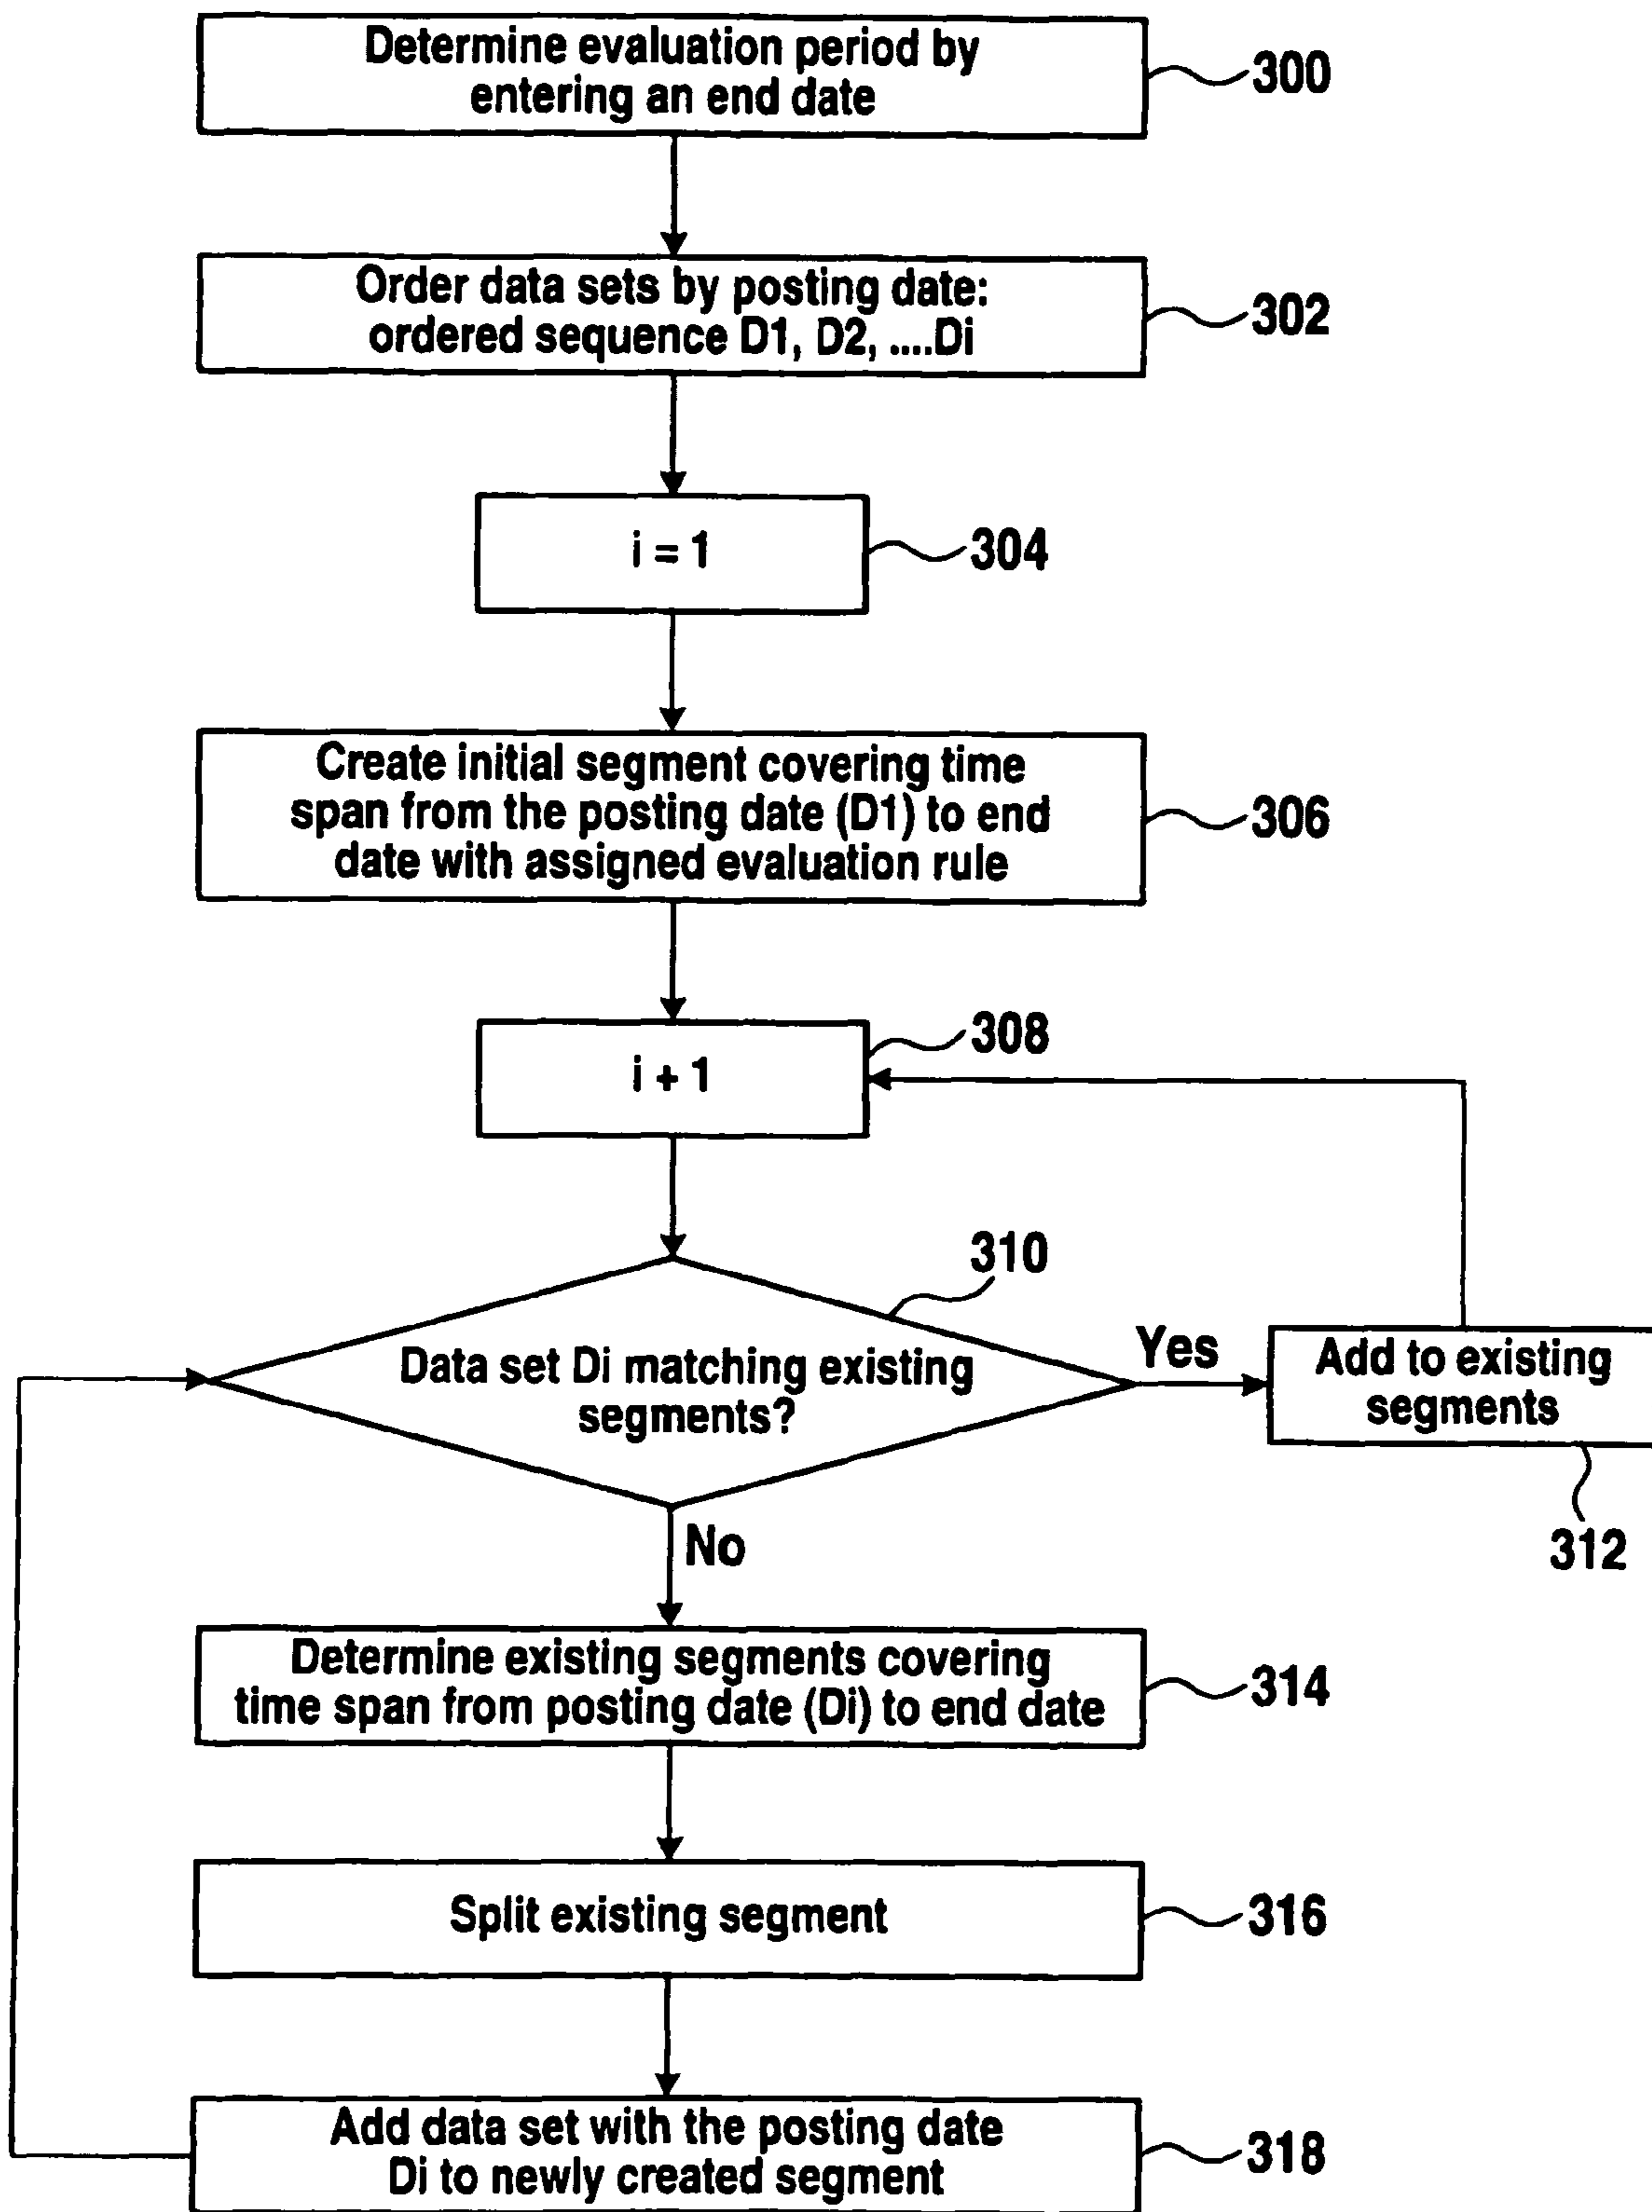 Determine evaluation period by
entering an end date
300
Order data sets by posting date:
ordered sequence D1, D2, ....Di
302
i = 1
304
Create initial segment covering time
span from the posting date (D1) to end
date with assigned evaluation rule
306
i + 1
308
310
Data set Di matching existing
segments?
Yes
Add to existing
segments
312
No
Determine existing segments covering
time span from posting date (Di) to end date
314
Split existing segment
316
Add data set with the posting date
Di to newly created segment
318